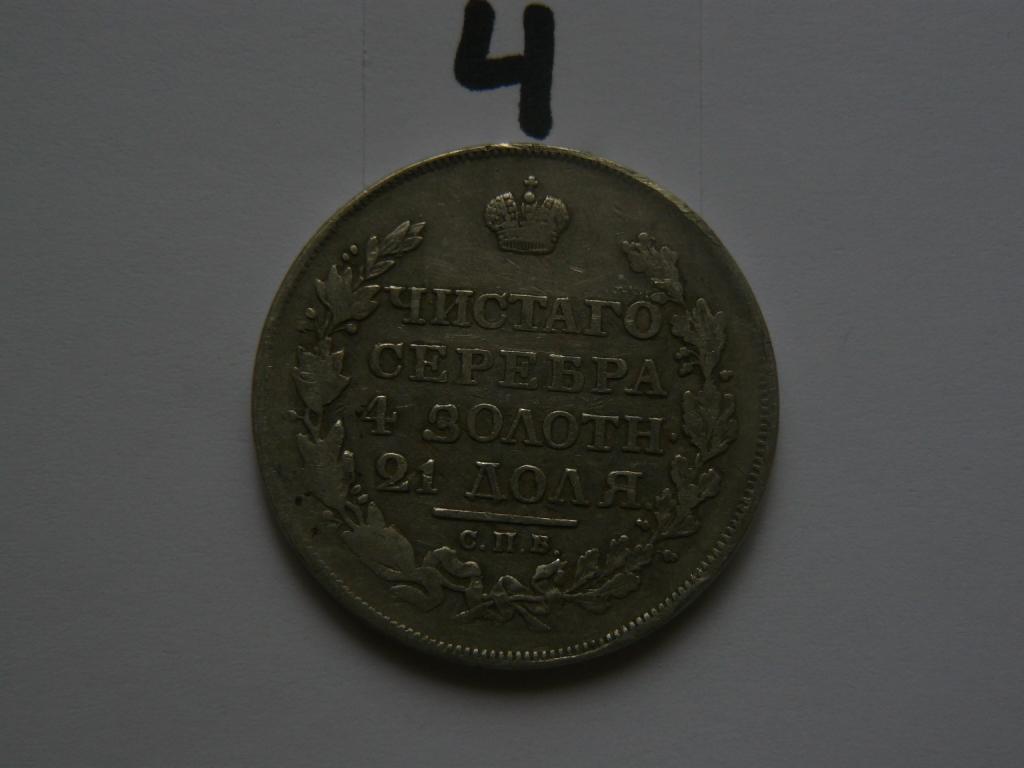 4
ЧИСТАГО
СЕРЕБРА
4 ЗОЛОТН.
21 ДОЛЯ
С.П.Б.